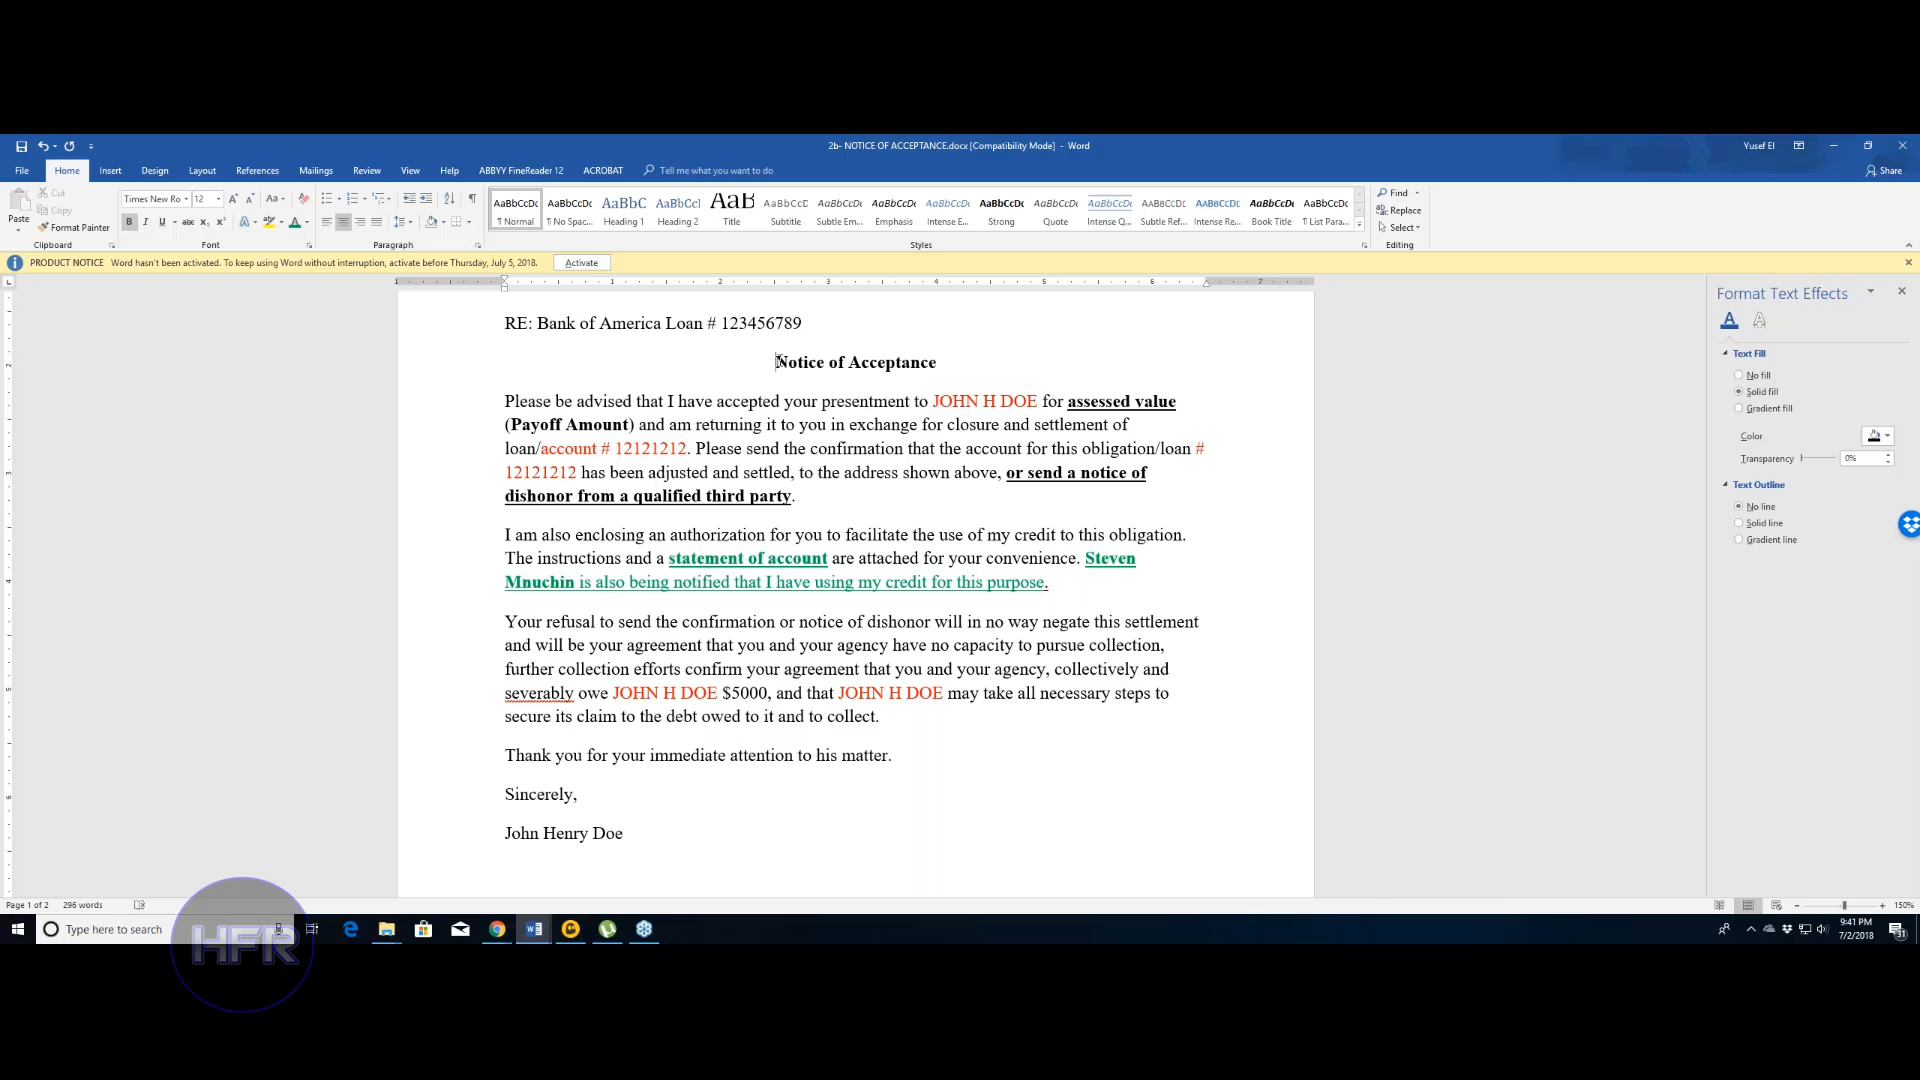 2b- NOTICE OF ACCEPTANCE.docx [Compatibility Mode] - Word
Yusef El
File Home Insert Design Layout References Mailings Review View Help ABBYY FineReader 12 ACROBAT Tell me what you want to do
Share
Paste
Cut
Copy
Format Painter
Clipboard
Times New Ro 12
Font
Paragraph
AaBbCcDc AaBbCcDc AaBbC AaBbCcI AaB AaBbCcD AaBbCcDc AaBbCcDc AaBbCcDc AaBbCcDc AaBbCcDc AaBbCcDc AaBbCcDc AaBbCcDc AaBbCcDc AaBbCcDc
¶ Normal ¶ No Spac... Heading 1 Heading 2 Title Subtitle Subtle Em... Emphasis Intense E... Strong Quote Intense Q... Subtle Ref... Intense Re... Book Title ¶ List Para...
Styles
Find
Replace
Select
Editing
PRODUCT NOTICE Word hasn't been activated. To keep using Word without interruption, activate before Thursday, July 5, 2018. Activate
RE: Bank of America Loan # 123456789
Notice of Acceptance
Please be advised that I have accepted your presentment to JOHN H DOE for assessed value
(Payoff Amount) and am returning it to you in exchange for closure and settlement of
loan/account # 12121212. Please send the confirmation that the account for this obligation/loan #
12121212 has been adjusted and settled, to the address shown above, or send a notice of
dishonor from a qualified third party.
I am also enclosing an authorization for you to facilitate the use of my credit to this obligation.
The instructions and a statement of account are attached for your convenience. Steven
Mnuchin is also being notified that I have using my credit for this purpose.
Your refusal to send the confirmation or notice of dishonor will in no way negate this settlement
and will be your agreement that you and your agency have no capacity to pursue collection,
further collection efforts confirm your agreement that you and your agency, collectively and
severably owe JOHN H DOE $5000, and that JOHN H DOE may take all necessary steps to
secure its claim to the debt owed to it and to collect.
Thank you for your immediate attention to his matter.
Sincerely,
John Henry Doe
Format Text Effects
Text Fill
No fill
Solid fill
Gradient fill
Color
Transparency 0%
Text Outline
No line
Solid line
Gradient line
Page 1 of 2 296 words
150%
Type here to search
HFR
9:41 PM
7/2/2018
31